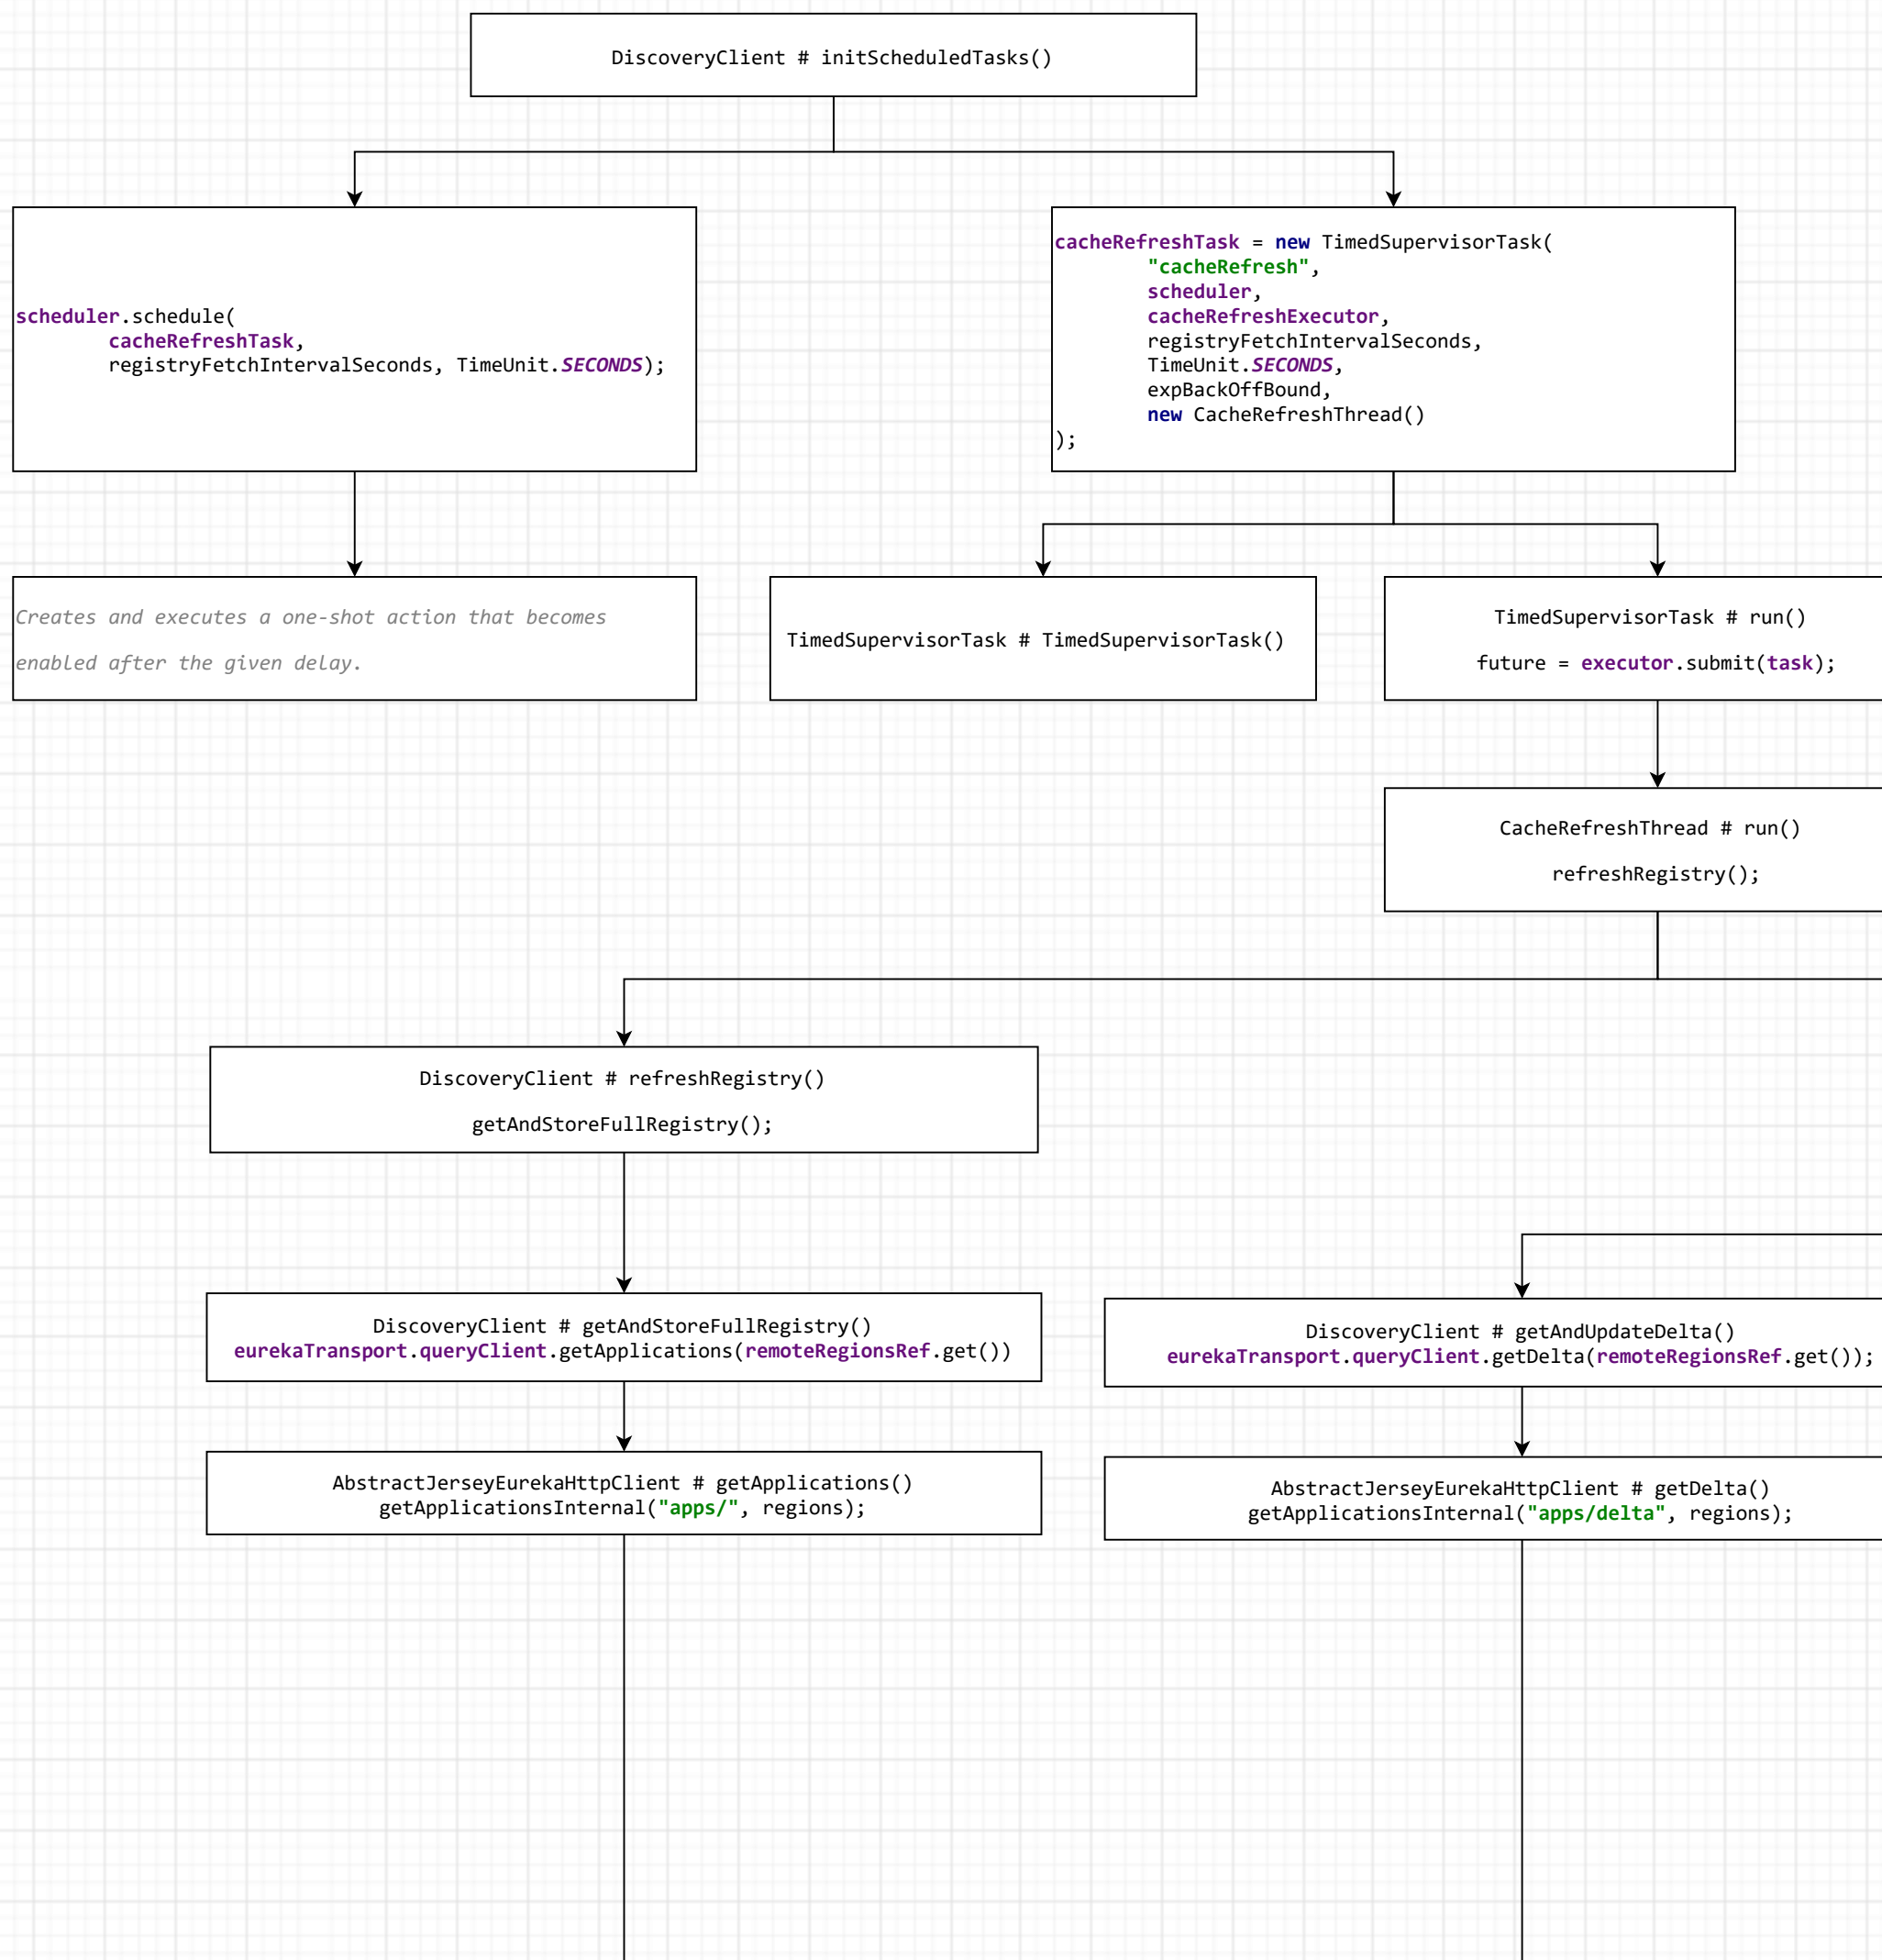 DiscoveryClient # initScheduledTasks()
scheduler.schedule(
cacheRefreshTask,
registryFetchIntervalSeconds, TimeUnit.SECONDS);
cacheRefreshTask = new TimedSupervisorTask(
"cacheRefresh",
scheduler,
cacheRefreshExecutor,
registryFetchIntervalSeconds,
TimeUnit.SECONDS,
expBackOffBound,
new CacheRefreshThread()
);
Creates and executes a one-shot action that becomes
enabled after the given delay.
TimedSupervisorTask # TimedSupervisorTask()
TimedSupervisorTask # run()
future = executor.submit(task);
CacheRefreshThread # run()
refreshRegistry();
DiscoveryClient # refreshRegistry()
getAndStoreFullRegistry();
DiscoveryClient # getAndStoreFullRegistry()
eurekaTransport.queryClient.getApplications(remoteRegionsRef.get())
DiscoveryClient # getAndUpdateDelta()
eurekaTransport.queryClient.getDelta(remoteRegionsRef.get());
AbstractJerseyEurekaHttpClient # getApplications()
getApplicationsInternal("apps/", regions);
AbstractJerseyEurekaHttpClient # getDelta()
getApplicationsInternal("apps/delta", regions);